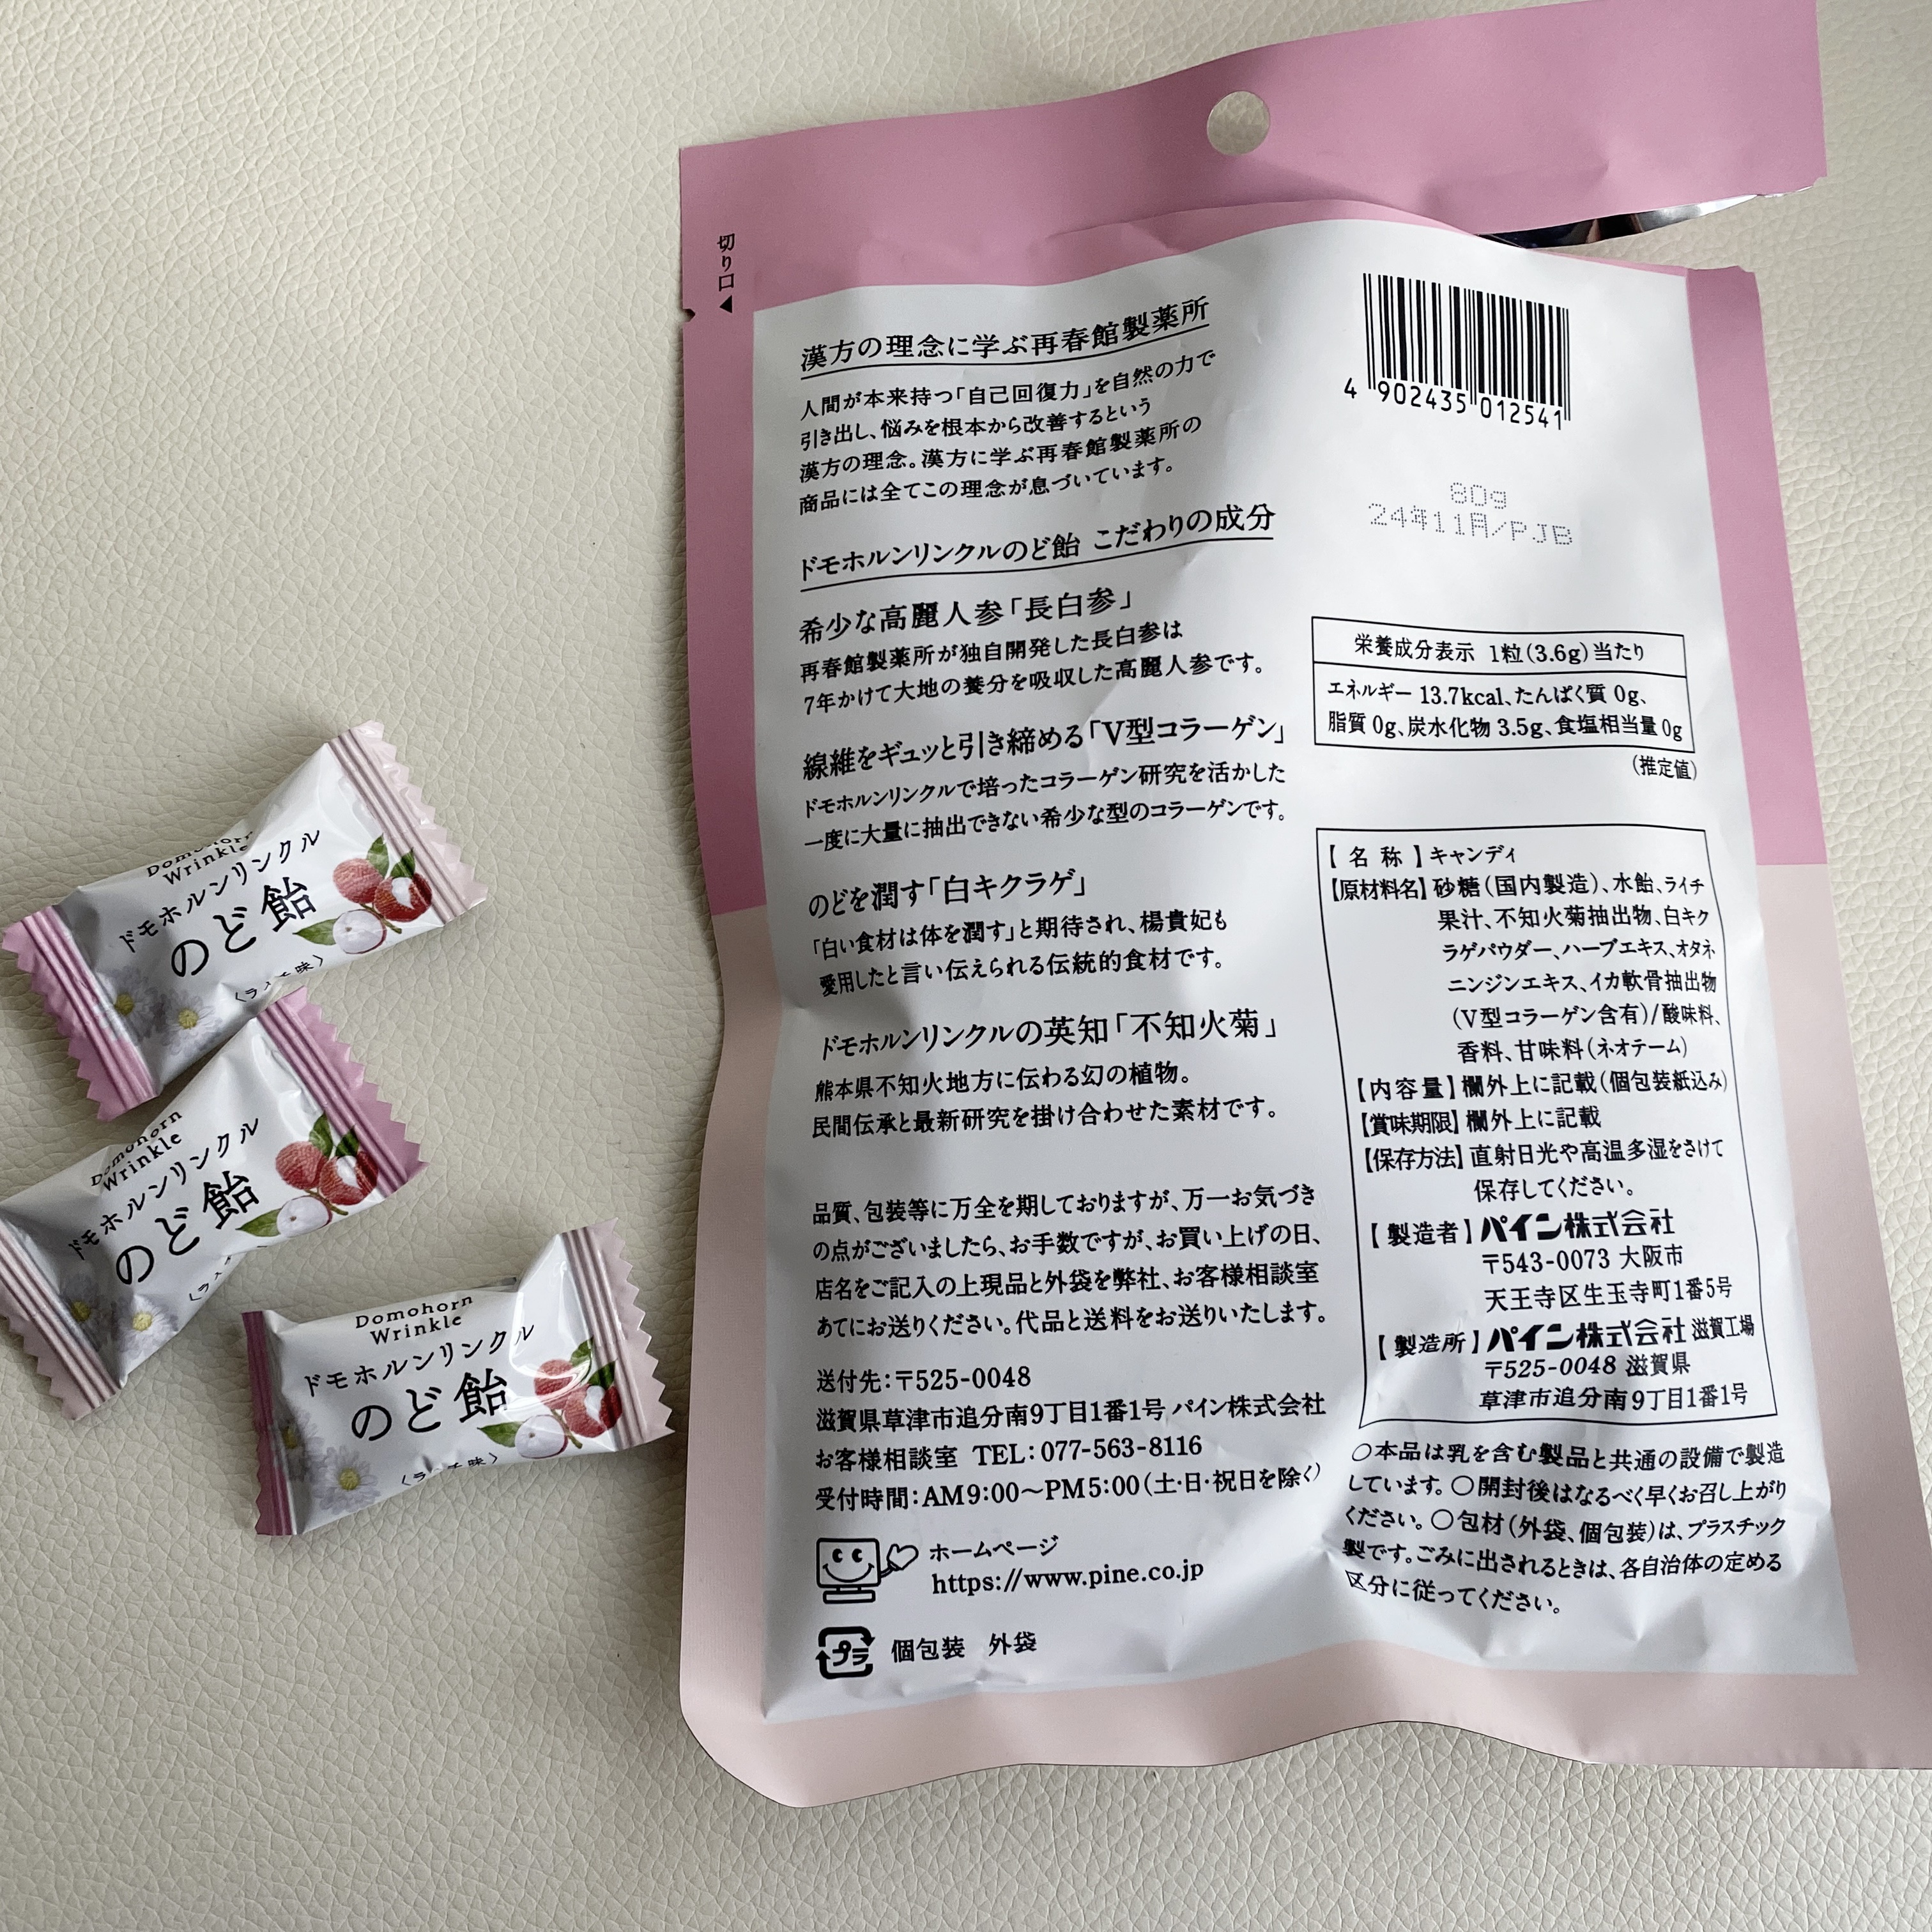 切り口◀
漢方の理念に学ぶ再春館製薬所
人間が本来持つ「自己回復力」を自然の力で
引き出し、悩みを根本から改善するという
漢方の理念。漢方に学ぶ再春館製薬所の
商品には全てこの理念が息づいています。
ドモホルンリンクルのど飴 こだわりの成分
希少な高麗人参「長白参」
再春館製薬所が独自開発した長白参は
7年かけて大地の養分を吸収した高麗人参です。
線維をギュッと引き締める「V型コラーゲン」
ドモホルンリンクルで培ったコラーゲン研究を活かした
一度に大量に抽出できない希少な型のコラーゲンです。
のどを潤す「白キクラゲ」
「白い食材は体を潤す」と期待され、楊貴妃も
愛用したと言い伝えられる伝統的食材です。
ドモホルンリンクルの英知「不知火菊」
熊本県不知火地方に伝わる幻の植物。
民間伝承と最新研究を掛け合わせた素材です。
品質、包装等に万全を期しておりますが、万一お気づき
の点がございましたら、お手数ですが、お買い上げの日、
店名をご記入の上現品と外袋を弊社、お客様相談室
あてにお送りください。代品と送料をお送りいたします。
送付先：〒525-0048
滋賀県草津市追分南9丁目1番1号 パイン株式会社
お客様相談室 TEL：077-563-8116
受付時間：AM9:00～PM5:00（土・日・祝日を除く）
ホームページ
https://www.pine.co.jp
プラ 個包装 外袋
4 902435 012541
80g
24年11月/PJB
栄養成分表示 1粒（3.6g）当たり
エネルギー 13.7kcal、たんぱく質 0g、
脂質 0g、炭水化物 3.5g、食塩相当量 0g
（推定値）
【名称】キャンディ
【原材料名】砂糖（国内製造）、水飴、ライチ
果汁、不知火菊抽出物、白キク
ラゲパウダー、ハーブエキス、オタネ
ニンジンエキス、イカ軟骨抽出物
（V型コラーゲン含有）/酸味料、
香料、甘味料（ネオテーム）
【内容量】欄外上に記載（個包装紙込み）
【賞味期限】欄外上に記載
【保存方法】直射日光や高温多湿をさけて
保存してください。
【製造者】パイン株式会社
〒543-0073 大阪市
天王寺区生玉寺町1番5号
【製造所】パイン株式会社 滋賀工場
〒525-0048 滋賀県
草津市追分南9丁目1番1号
○本品は乳を含む製品と共通の設備で製造
しています。○開封後はなるべく早くお召し上がり
ください。○包材（外袋、個包装）は、プラスチック
製です。ごみに出されるときは、各自治体の定める
区分に従ってください。
Domohorn
Wrinkle
ドモホルンリンクル
のど飴
Domohorn
Wrinkle
ドモホルンリンクル
のど飴
Domohorn
Wrinkle
ドモホルンリンクル
のど飴